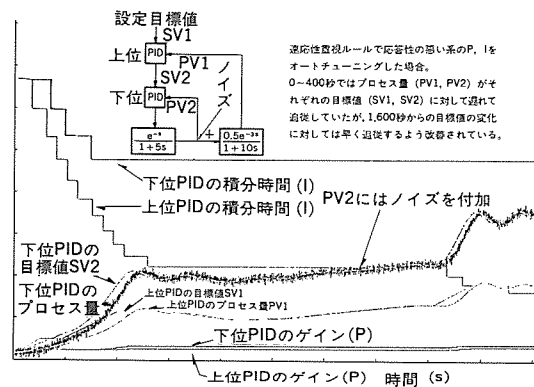 設定目標値
SV1
上位
PID
PV1
SV2
ノイズ
下位
PID
PV2
+
e⁻ˢ
1+5s
0.5e⁻³ˢ
1+10s
速応性重視ルールで応答性の悪い系のP, Iを
オートチューニングした場合。
0~400秒ではプロセス量 (PV1, PV2) がそ
れぞれの目標値 (SV1, SV2) に対して遅れて
追従していたが, 1,600秒からの目標値の変化
に対しては早く追従するよう改善されている。
下位PIDの積分時間 (I)
上位PIDの積分時間 (I)
PV2にはノイズを付加
下位PIDの
目標値SV2
下位PIDの
プロセス量
上位PIDの目標値SV1
上位PIDのプロセス量PV1
下位PIDのゲイン(P)
上位PIDのゲイン(P)
時間 (s)